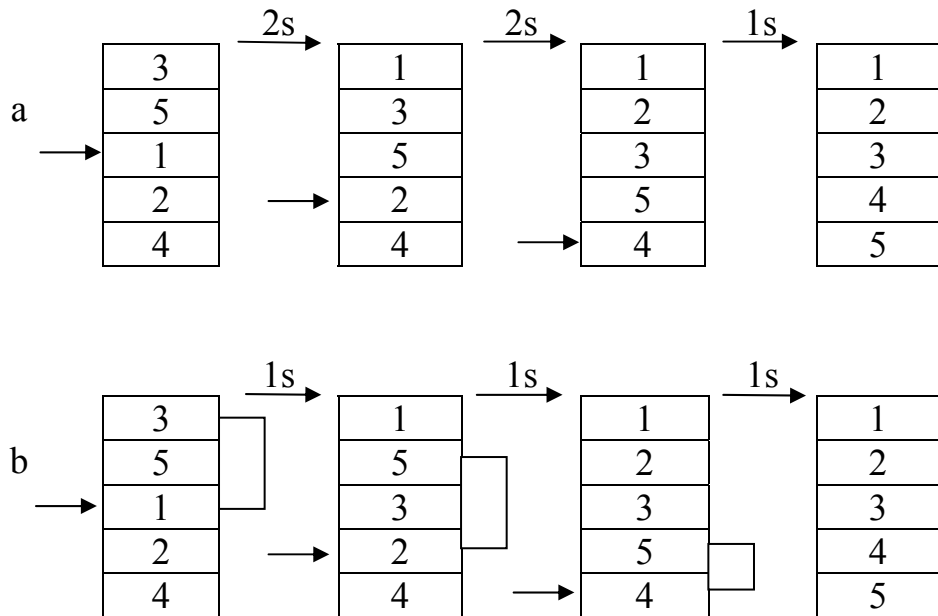 2s 2s 1s
3 1 1 1
a 5 3 2 2
1 5 3 3
2 2 5 4
4 4 4 5
1s 1s 1s
3 1 1 1
b 5 5 2 2
1 3 3 3
2 2 5 4
4 4 4 5